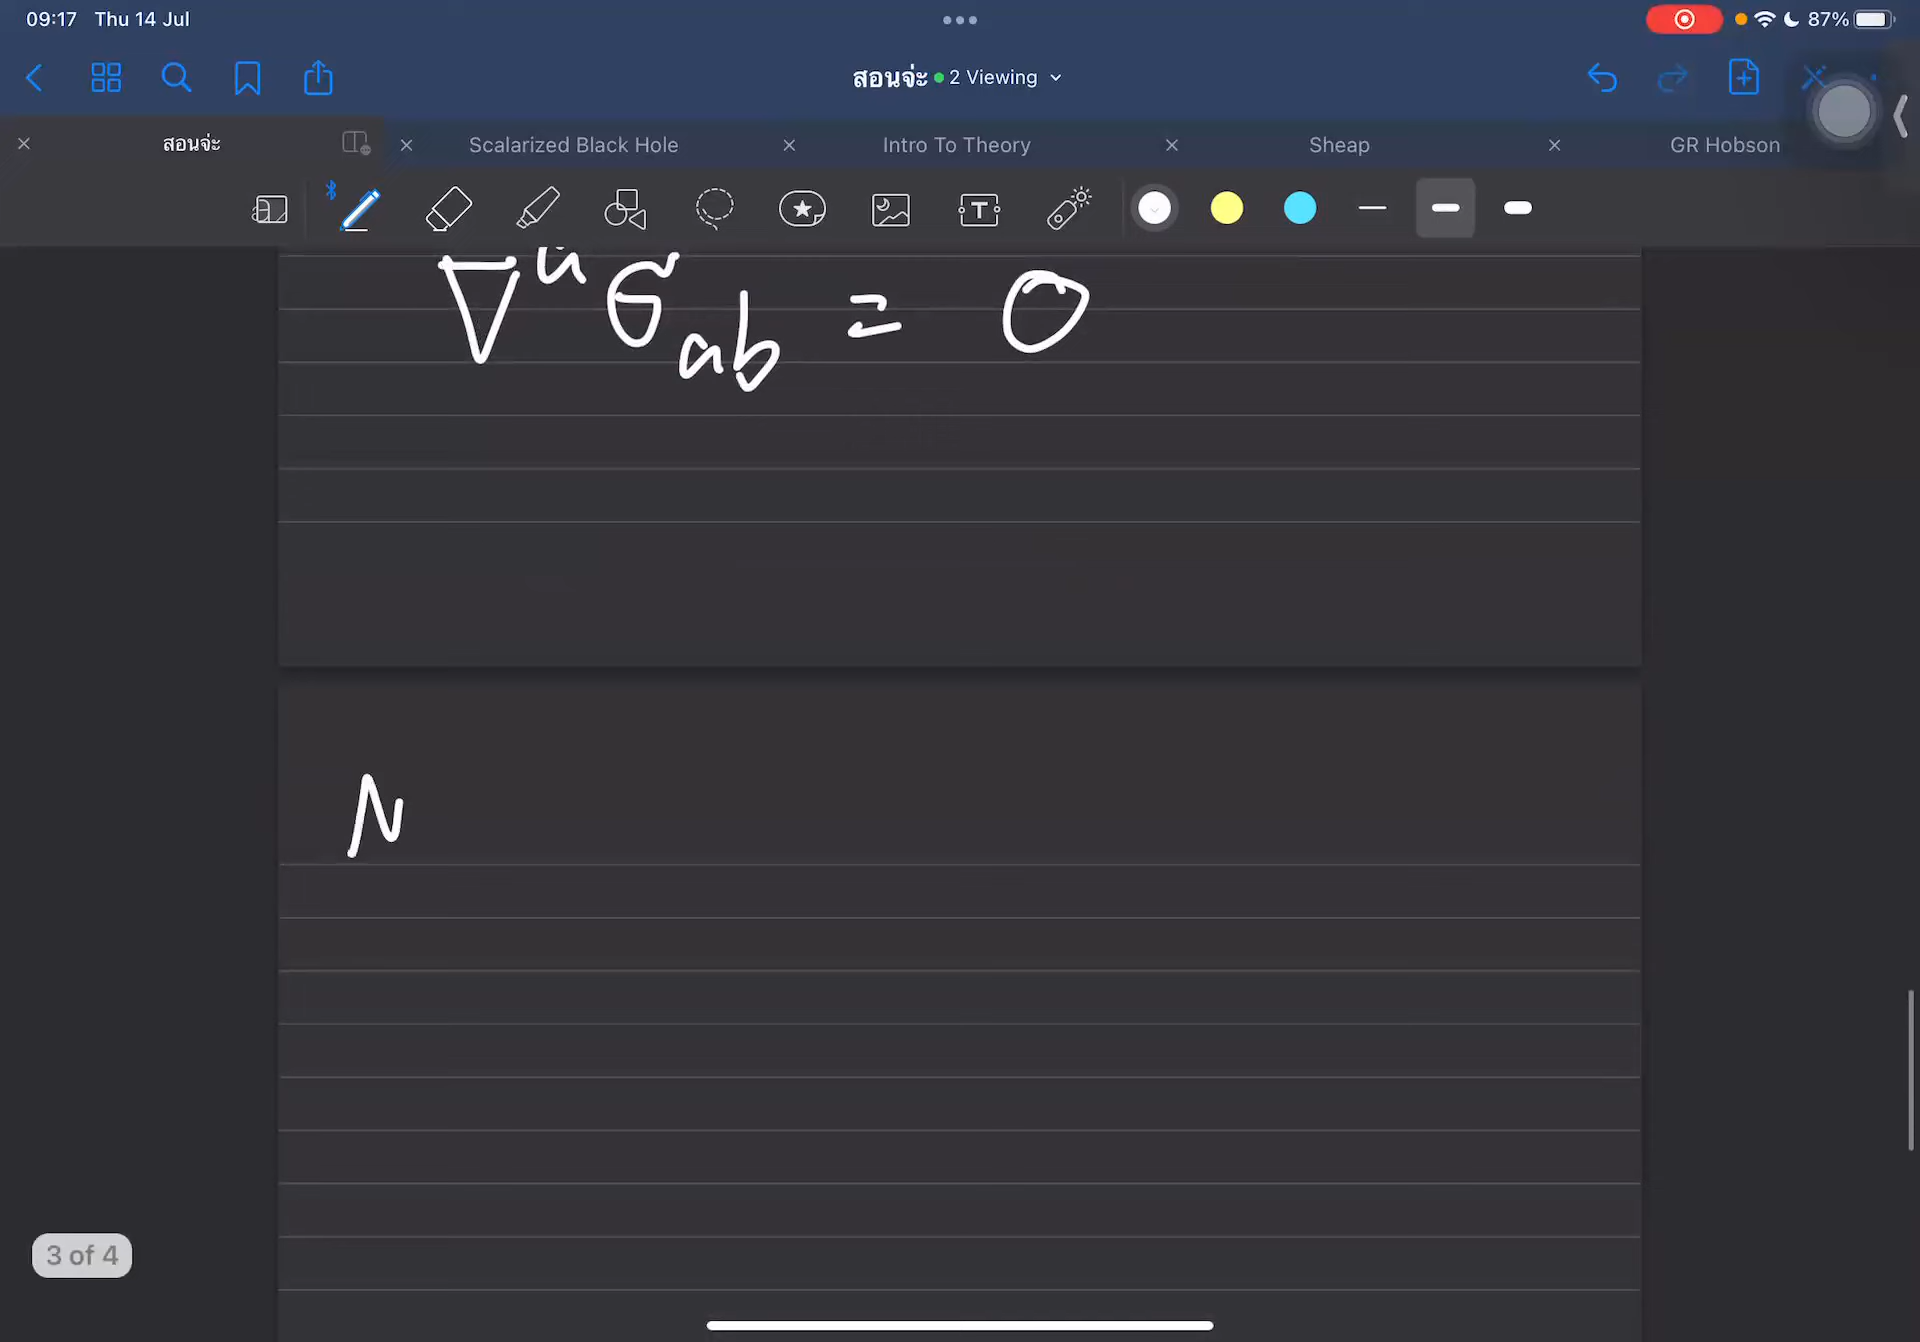 09:17 Thu 14 Jul 87%
สอนจ่ะ 2 Viewing
สอนจ่ะ Scalarized Black Hole Intro To Theory Sheap GR Hobson
T
∇ᵃG_ab = 0
N
3 of 4